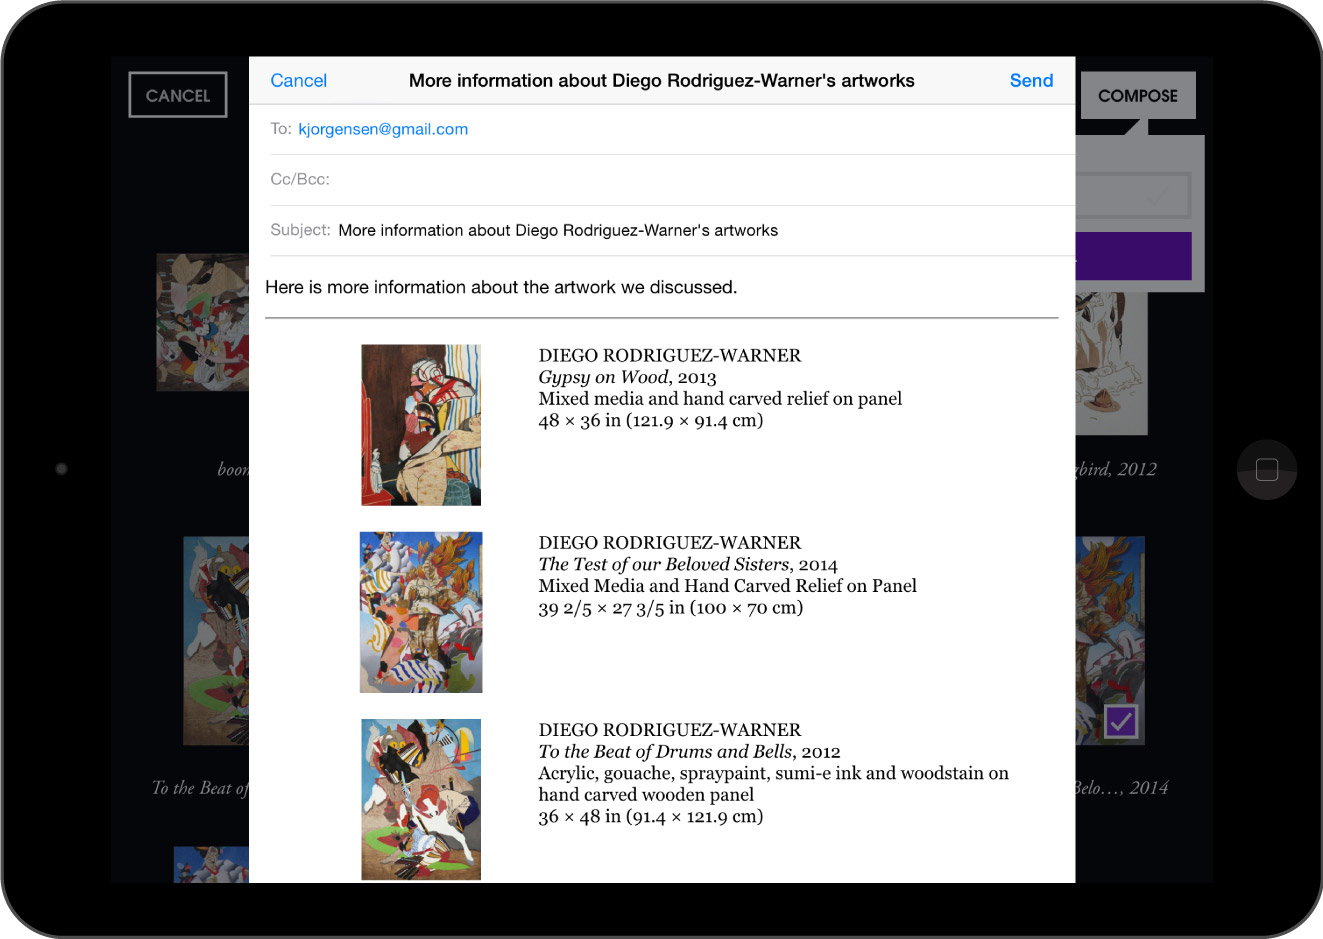 CANCEL
Cancel
More information about Diego Rodriguez-Warner's artworks
Send
COMPOSE
To: kjorgensen@gmail.com
Cc/Bcc:
Subject: More information about Diego Rodriguez-Warner's artworks
Here is more information about the artwork we discussed.
DIEGO RODRIGUEZ-WARNER
Gypsy on Wood, 2013
Mixed media and hand carved relief on panel
48 × 36 in (121.9 × 91.4 cm)
boom
gbird, 2012
DIEGO RODRIGUEZ-WARNER
The Test of our Beloved Sisters, 2014
Mixed Media and Hand Carved Relief on Panel
39 2/5 × 27 3/5 in (100 × 70 cm)
DIEGO RODRIGUEZ-WARNER
To the Beat of Drums and Bells, 2012
Acrylic, gouache, spraypaint, sumi-e ink and woodstain on
hand carved wooden panel
36 × 48 in (91.4 × 121.9 cm)
To the Beat of
Belo…, 2014